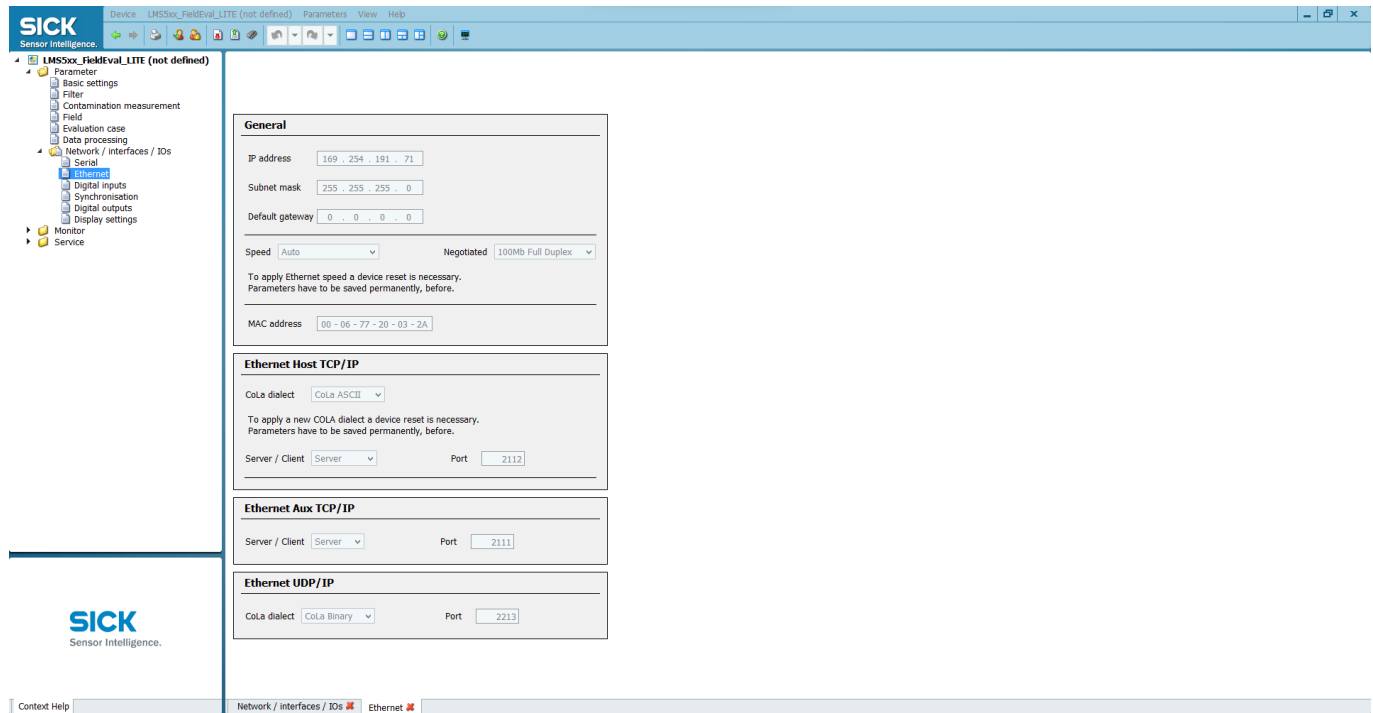 Device LMS5xx_FieldEval_LITE (not defined) Parameters View Help
SICK
Sensor Intelligence.
LMS5xx_FieldEval_LITE (not defined)
Parameter
Basic settings
Filter
Contamination measurement
Field
Evaluation case
Data processing
Network / interfaces / IOs
Serial
Ethernet
Digital inputs
Synchronisation
Digital outputs
Display settings
Monitor
Service
General
IP address 169 . 254 . 191 . 71
Subnet mask 255 . 255 . 255 . 0
Default gateway 0 . 0 . 0 . 0
Speed Auto Negotiated 100Mb Full Duplex
To apply Ethernet speed a device reset is necessary.
Parameters have to be saved permanently, before.
MAC address 00 - 06 - 77 - 20 - 03 - 2A
Ethernet Host TCP/IP
CoLa dialect CoLa ASCII
To apply a new COLA dialect a device reset is necessary.
Parameters have to be saved permanently, before.
Server / Client Server Port 2112
Ethernet Aux TCP/IP
Server / Client Server Port 2111
Ethernet UDP/IP
CoLa dialect CoLa Binary Port 2213
SICK
Sensor Intelligence.
Context Help
Network / interfaces / IOs Ethernet